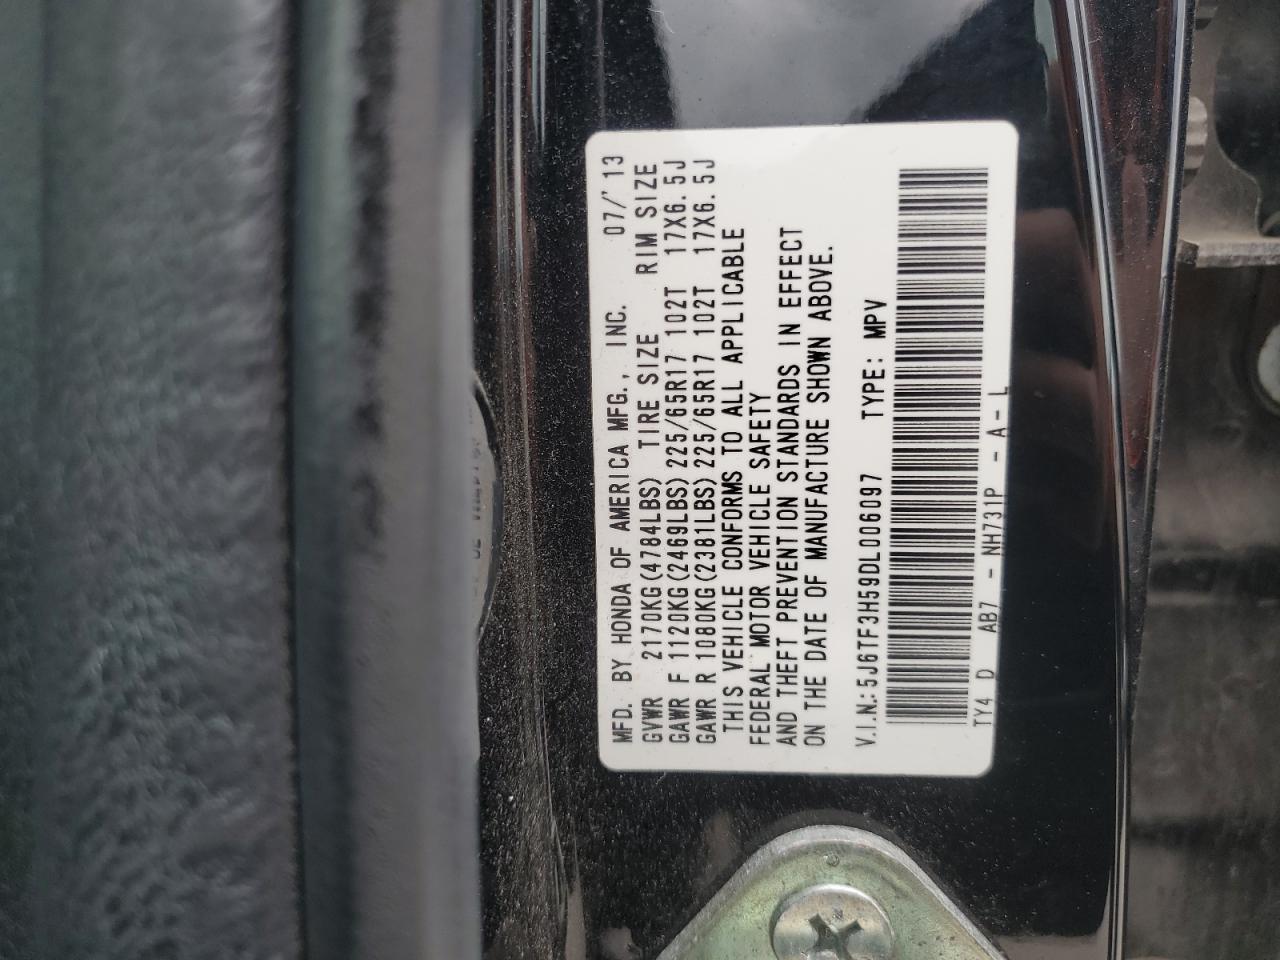 MFD. BY HONDA OF AMERICA MFG., INC. 07/'13
GVWR 2170KG(4784LBS) TIRE SIZE RIM SIZE
GAWR F 1120KG(2469LBS) 225/65R17 102T 17X6.5J
GAWR R 1080KG(2381LBS) 225/65R17 102T 17X6.5J
THIS VEHICLE CONFORMS TO ALL APPLICABLE
FEDERAL MOTOR VEHICLE SAFETY
AND THEFT PREVENTION STANDARDS IN EFFECT
ON THE DATE OF MANUFACTURE SHOWN ABOVE.
V.I.N.: 5J6TF3H59DL006097 TYPE: MPV
TY4 D AB7 - NH731P - A - L